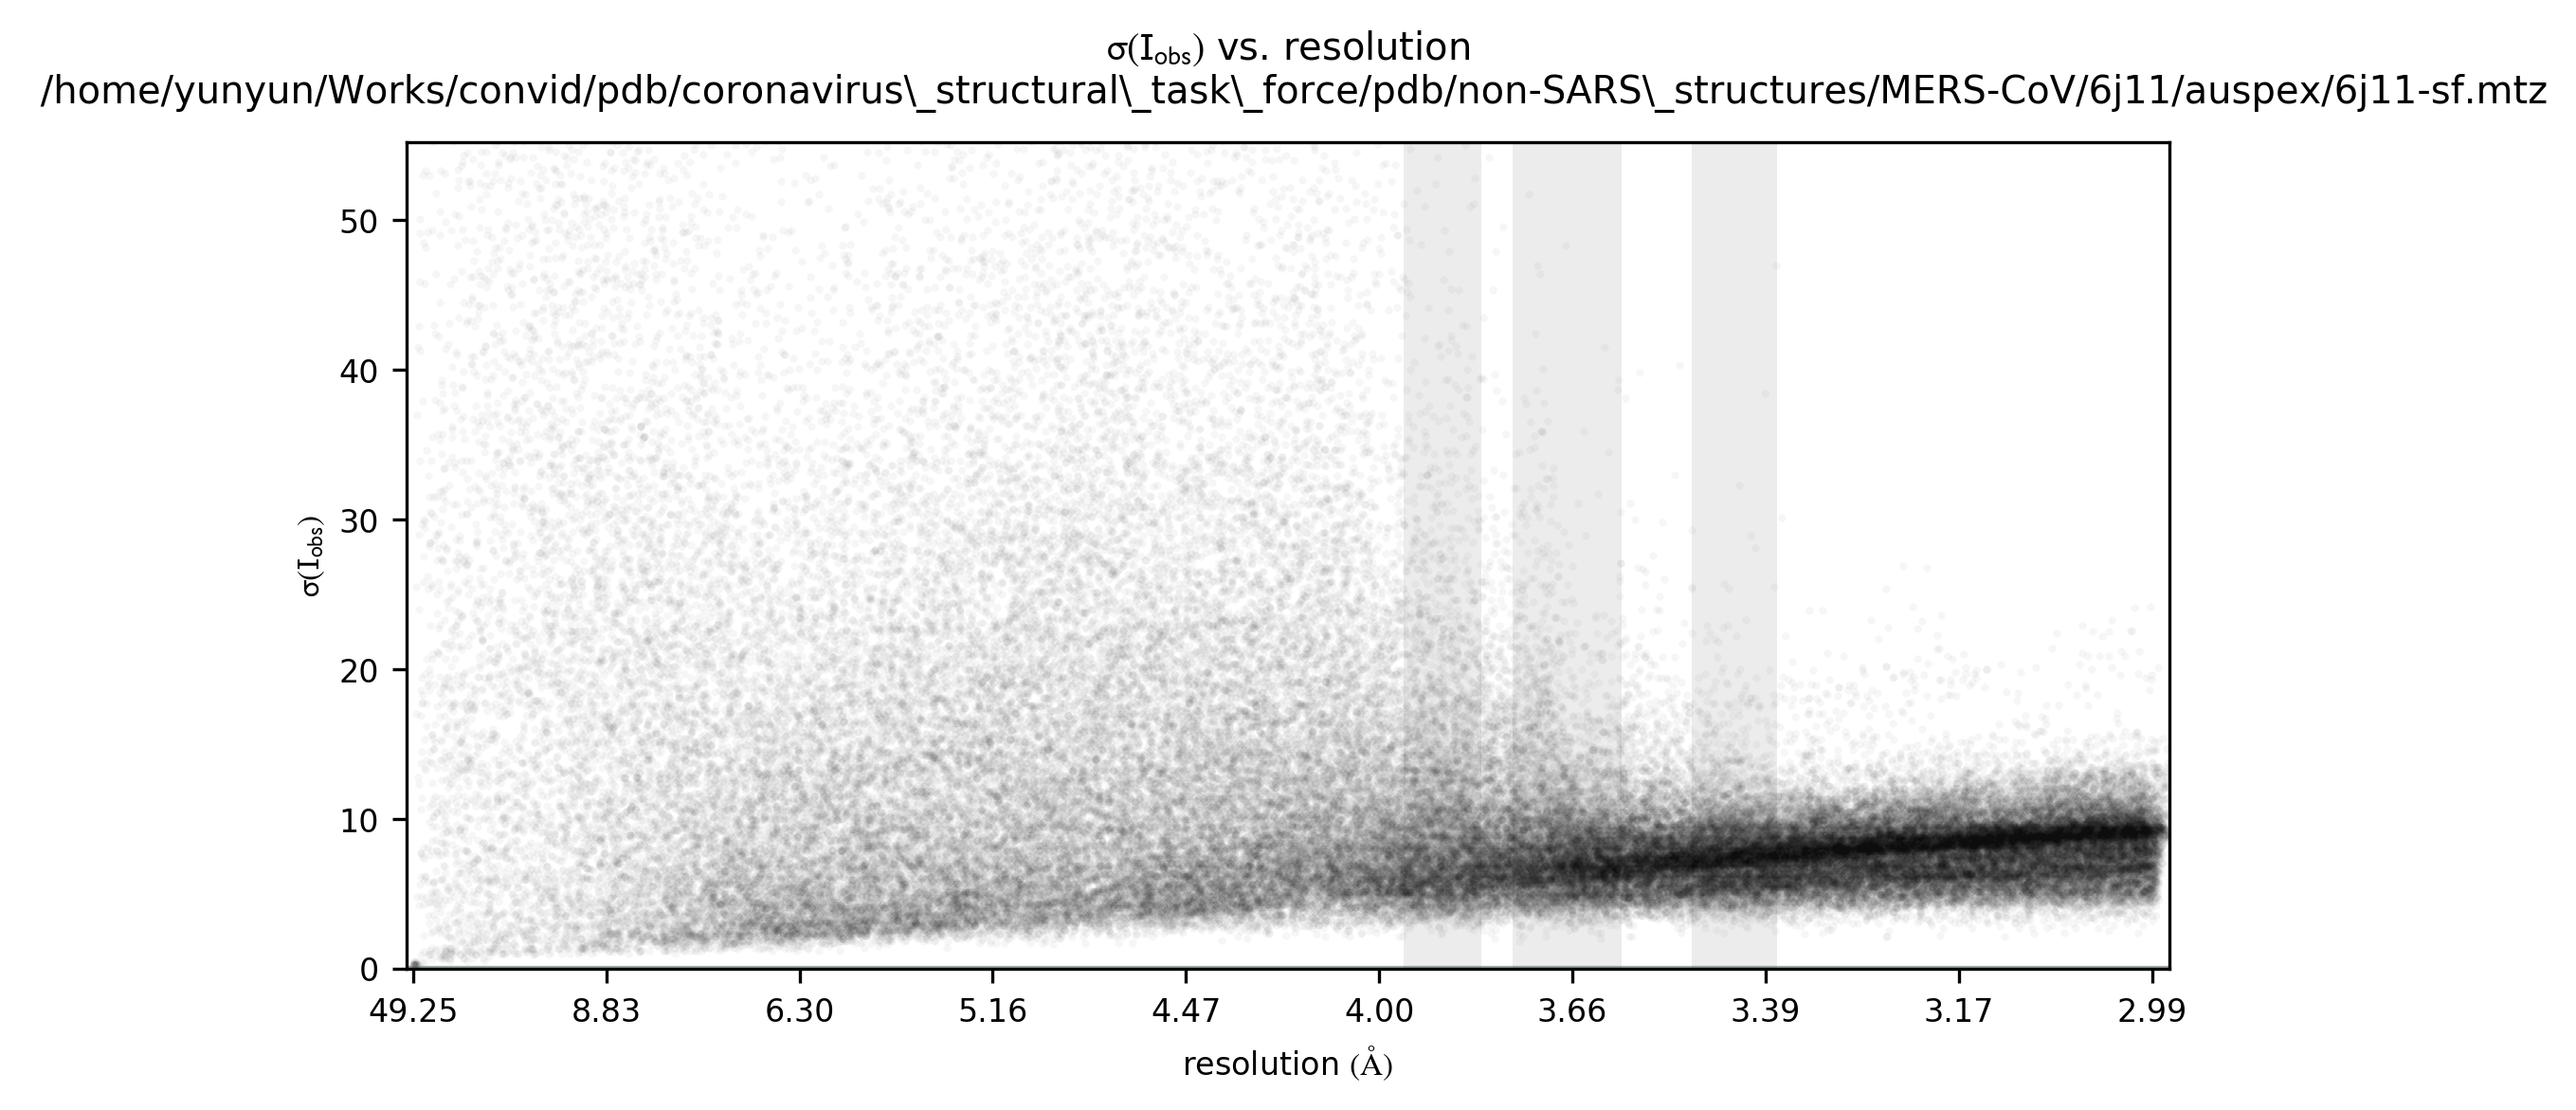 σ(I_obs) vs. resolution
/home/yunyun/Works/convid/pdb/coronavirus\_structural\_task\_force/pdb/non-SARS\_structures/MERS-CoV/6j11/auspex/6j11-sf.mtz
50
40
30
20
10
0
σ(I_obs)
49.25 8.83 6.30 5.16 4.47 4.00 3.66 3.39 3.17 2.99
resolution (Å)